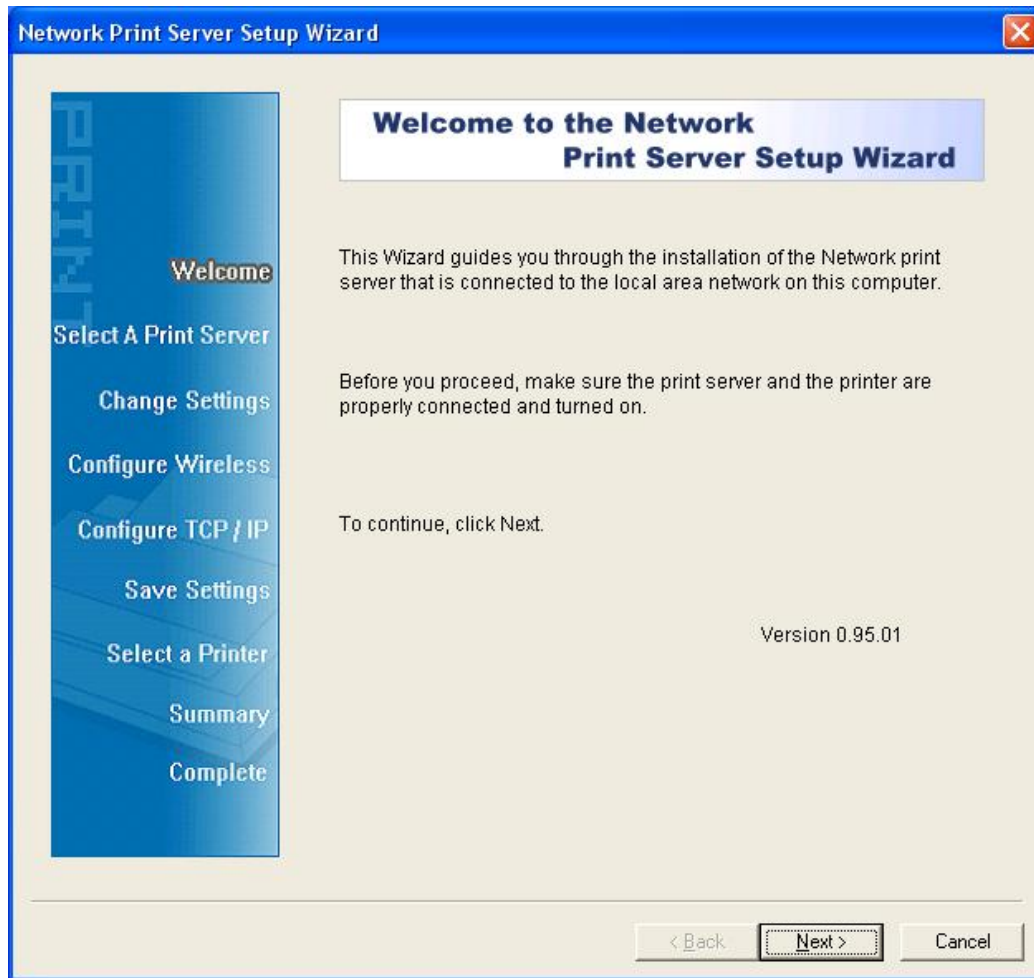 Network Print Server Setup Wizard
PRINT
Welcome
Select A Print Server
Change Settings
Configure Wireless
Configure TCP / IP
Save Settings
Select a Printer
Summary
Complete
Welcome to the Network
Print Server Setup Wizard
This Wizard guides you through the installation of the Network print
server that is connected to the local area network on this computer.
Before you proceed, make sure the print server and the printer are
properly connected and turned on.
To continue, click Next.
Version 0.95.01
< Back
Next >
Cancel